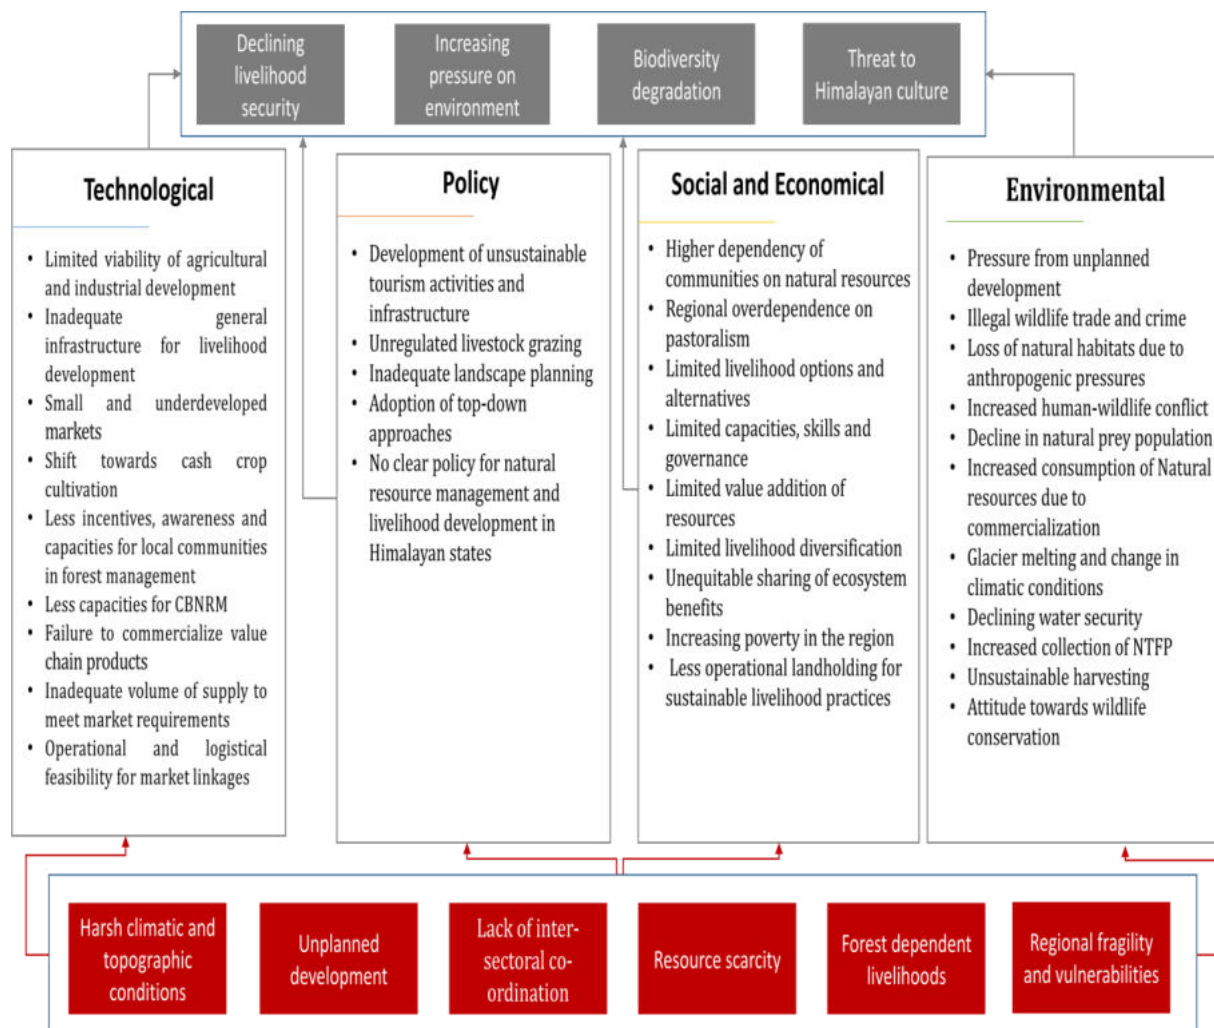 Declining
livelihood
security
Increasing
pressure on
environment
Biodiversity
degradation
Threat to
Himalayan culture
Technological
• Limited viability of agricultural
and industrial development
• Inadequate general
infrastructure for livelihood
development
• Small and underdeveloped
markets
• Shift towards cash crop
cultivation
• Less incentives, awareness and
capacities for local communities
in forest management
• Less capacities for CBNRM
• Failure to commercialize value
chain products
• Inadequate volume of supply to
meet market requirements
• Operational and logistical
feasibility for market linkages
Policy
• Development of unsustainable
tourism activities and
infrastructure
• Unregulated livestock grazing
• Inadequate landscape planning
• Adoption of top-down
approaches
• No clear policy for natural
resource management and
livelihood development in
Himalayan states
Social and Economical
• Higher dependency of
communities on natural resources
• Regional overdependence on
pastoralism
• Limited livelihood options and
alternatives
• Limited capacities, skills and
governance
• Limited value addition of
resources
• Limited livelihood diversification
• Unequitable sharing of ecosystem
benefits
• Increasing poverty in the region
• Less operational landholding for
sustainable livelihood practices
Environmental
• Pressure from unplanned
development
• Illegal wildlife trade and crime
• Loss of natural habitats due to
anthropogenic pressures
• Increased human-wildlife conflict
• Decline in natural prey population
• Increased consumption of Natural
resources due to
commercialization
• Glacier melting and change in
climatic conditions
• Declining water security
• Increased collection of NTFP
• Unsustainable harvesting
• Attitude towards wildlife
conservation
Harsh climatic and
topographic
conditions
Unplanned
development
Lack of inter-
sectoral co-
ordination
Resource scarcity
Forest dependent
livelihoods
Regional fragility
and vulnerabilities